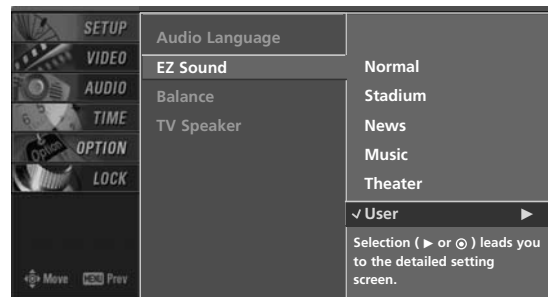 SETUP
VIDEO
AUDIO
TIME
OPTION
LOCK
Move MENU Prev
Audio Language
EZ Sound
Balance
TV Speaker
Normal
Stadium
News
Music
Theater
✓ User ▶
Selection ( ▶ or ◉ ) leads you
to the detailed setting
screen.